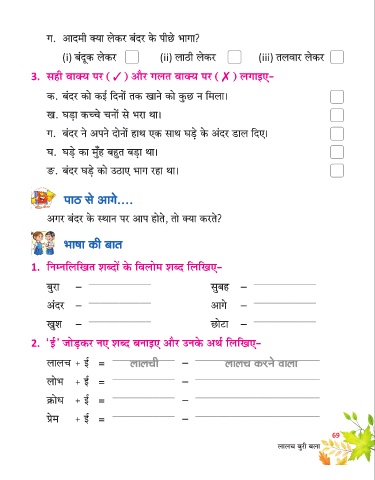 ग. आदमी क्या लेकर बंदर के पीछे भागा?
(i) बंदूक लेकर (ii) लाठी लेकर (iii) तलवार लेकर
3. सही वाक्य पर ( ✓ ) और गलत वाक्य पर ( ✗ ) लगाइए-
क. बंदर को कई दिनों तक खाने को कुछ न मिला।
ख. घड़ा कच्चे चनों से भरा था।
ग. बंदर ने अपने दोनों हाथ एक साथ घड़े के अंदर डाल दिए।
घ. घड़े का मुँह बहुत बड़ा था।
ङ. बंदर घड़े को उठाए भाग रहा था।
पाठ से आगे....
अगर बंदर के स्थान पर आप होते, तो क्या करते?
भाषा की बात
1. निम्नलिखित शब्दों के विलोम शब्द लिखिए-
बुरा – सुबह –
अंदर – आगे –
खुश – छोटा –
2. 'ई' जोड़कर नए शब्द बनाइए और उनके अर्थ लिखिए-
लालच + ई = लालची – लालच करने वाला
लोभ + ई = –
क्रोध + ई = –
प्रेम + ई = –
69
लालच बुरी बला